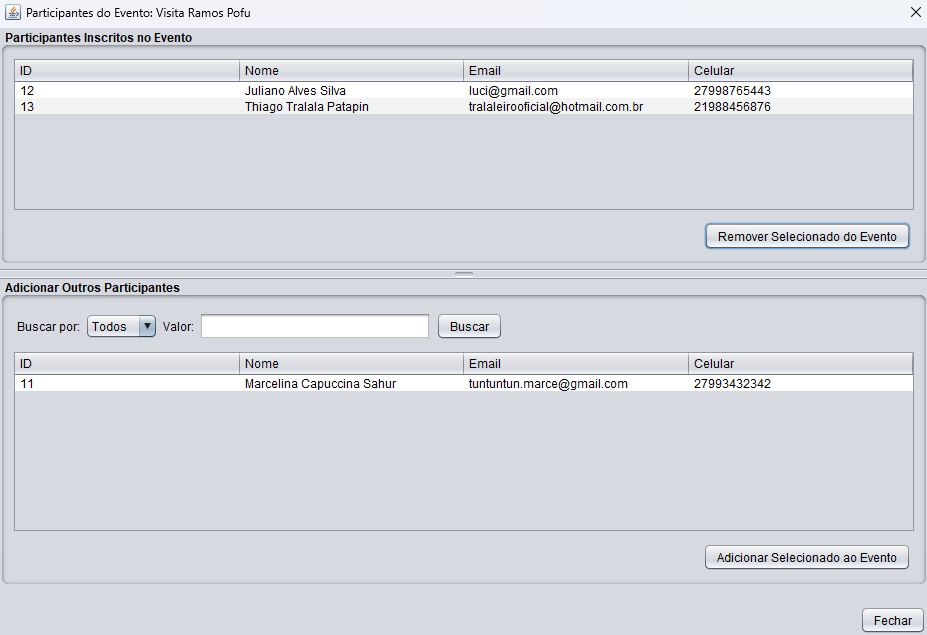 Participantes do Evento: Visita Ramos Pofu
Participantes Inscritos no Evento
ID Nome Email Celular
12 Juliano Alves Silva luci@gmail.com 27998765443
13 Thiago Tralala Patapin tralaleirooficial@hotmail.com.br 21988456876
Remover Selecionado do Evento
Adicionar Outros Participantes
Buscar por: Todos Valor: Buscar
ID Nome Email Celular
11 Marcelina Capuccina Sahur tuntuntun.marce@gmail.com 27993432342
Adicionar Selecionado ao Evento
Fechar